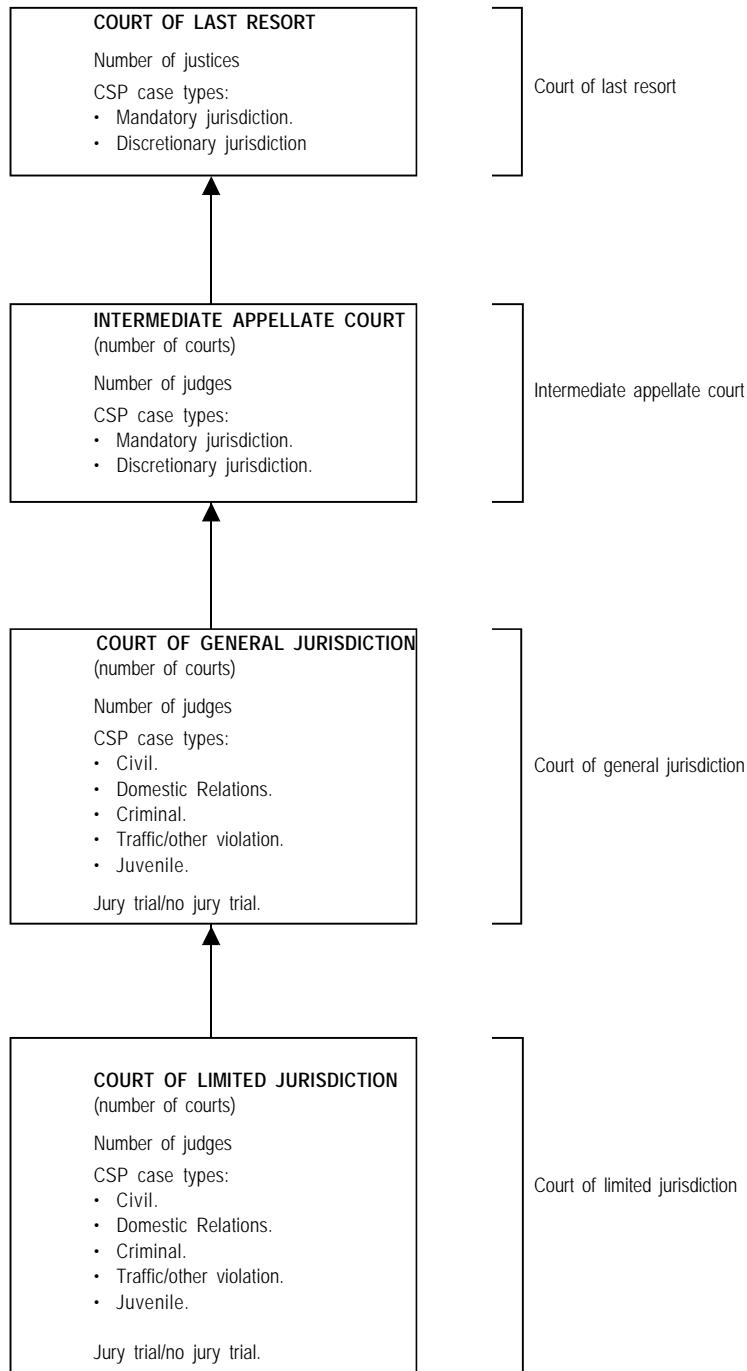 COURT OF LAST RESORT
Number of justices
CSP case types:
• Mandatory jurisdiction.
• Discretionary jurisdiction
Court of last resort
INTERMEDIATE APPELLATE COURT
(number of courts)
Number of judges
CSP case types:
• Mandatory jurisdiction.
• Discretionary jurisdiction.
Intermediate appellate court
COURT OF GENERAL JURISDICTION
(number of courts)
Number of judges
CSP case types:
• Civil.
• Domestic Relations.
• Criminal.
• Traffic/other violation.
• Juvenile.
Jury trial/no jury trial.
Court of general jurisdiction
COURT OF LIMITED JURISDICTION
(number of courts)
Number of judges
CSP case types:
• Civil.
• Domestic Relations.
• Criminal.
• Traffic/other violation.
• Juvenile.
Jury trial/no jury trial.
Court of limited jurisdiction